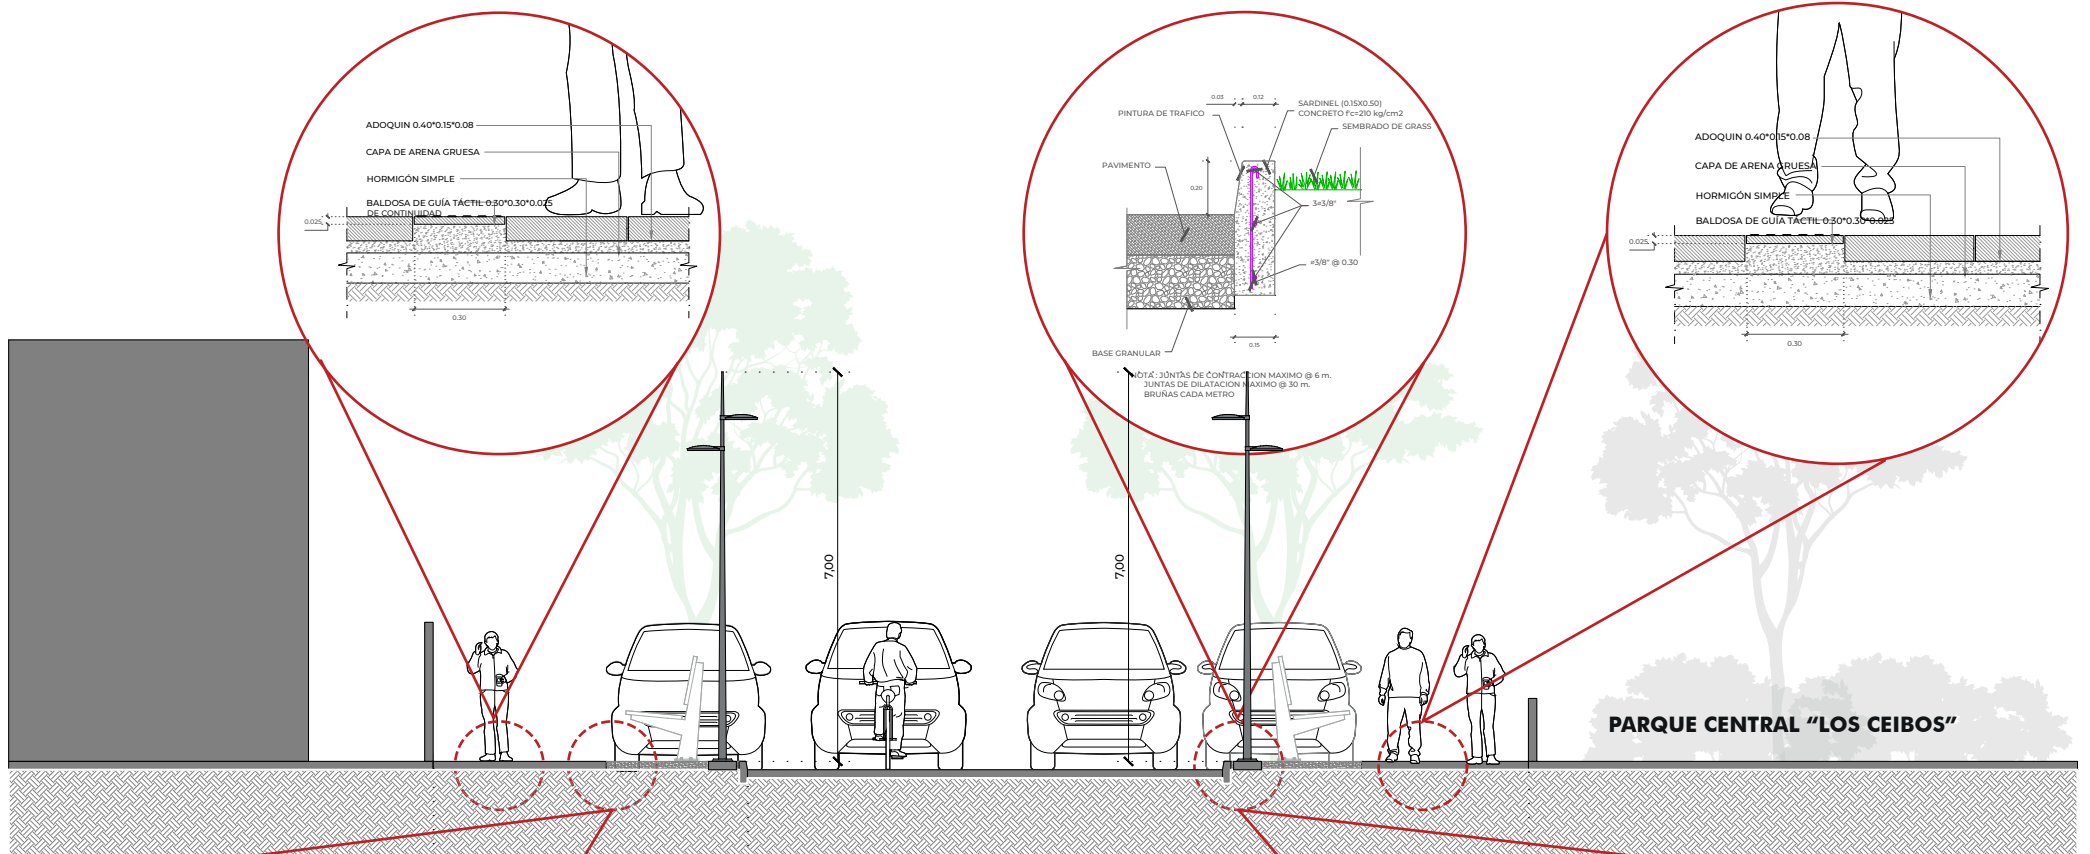 ADOQUIN 0.40*0.15*0.08
CAPA DE ARENA GRUESA
HORMIGÓN SIMPLE
BALDOSA DE GUÍA TÁCTIL 0.30*0.30*0.025
DE CONTINUIDAD
0.025
0.30
0.03
0.12
PINTURA DE TRAFICO
SARDINEL (0.15X0.50)
CONCRETO f'c=210 kg/cm2
SEMBRADO DE GRASS
PAVIMENTO
0.20
3ø3/8"
ø3/8" @ 0.30
0.15
BASE GRANULAR
NOTA : JUNTAS DE CONTRACCION MAXIMO @ 6 m.
JUNTAS DE DILATACION MAXIMO @ 30 m.
BRUÑAS CADA METRO
ADOQUIN 0.40*0.15*0.08
CAPA DE ARENA GRUESA
HORMIGÓN SIMPLE
BALDOSA DE GUÍA TÁCTIL 0.30*0.30*0.025
0.025
0.30
7,00
7,00
PARQUE CENTRAL “LOS CEIBOS”